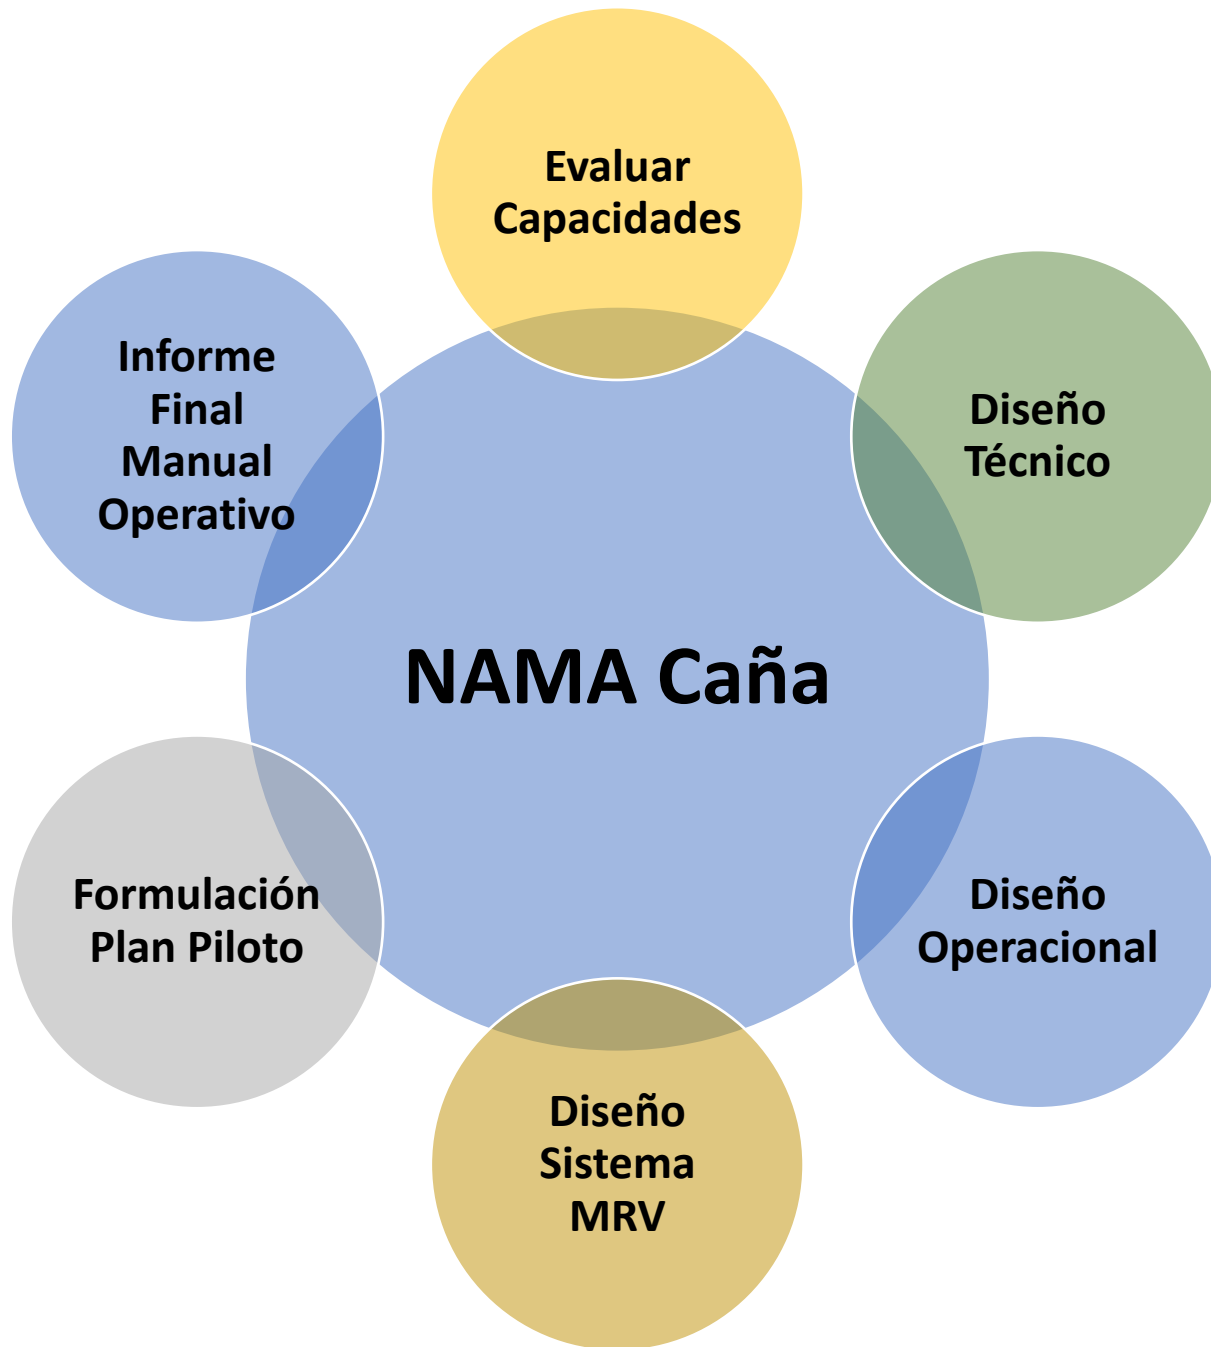 Evaluar
Capacidades
Diseño
Técnico
Diseño
Operacional
Diseño
Sistema
MRV
Formulación
Plan Piloto
Informe
Final
Manual
Operativo
NAMA Caña